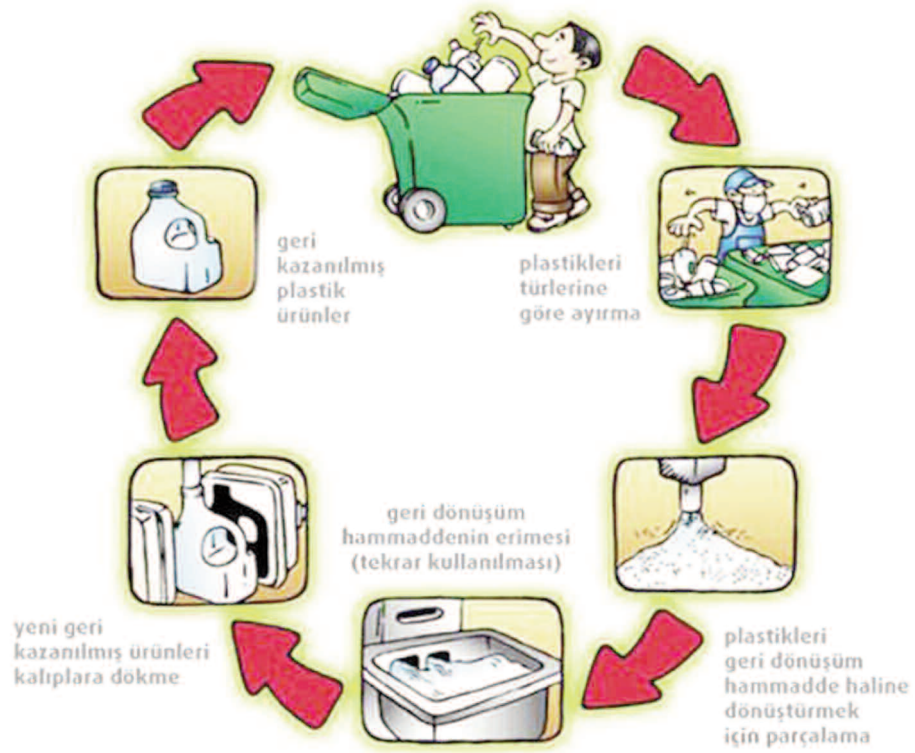 geri
kazanılmış
plastik
ürünler
plastikleri
türlerine
göre ayırma
geri dönüşüm
hammaddenin erimesi
(tekrar kullanılması)
yeni geri
kazanılmış ürünleri
kalıplara dökme
plastikleri
geri dönüşüm
hammadde haline
dönüştürmek
için parçalama